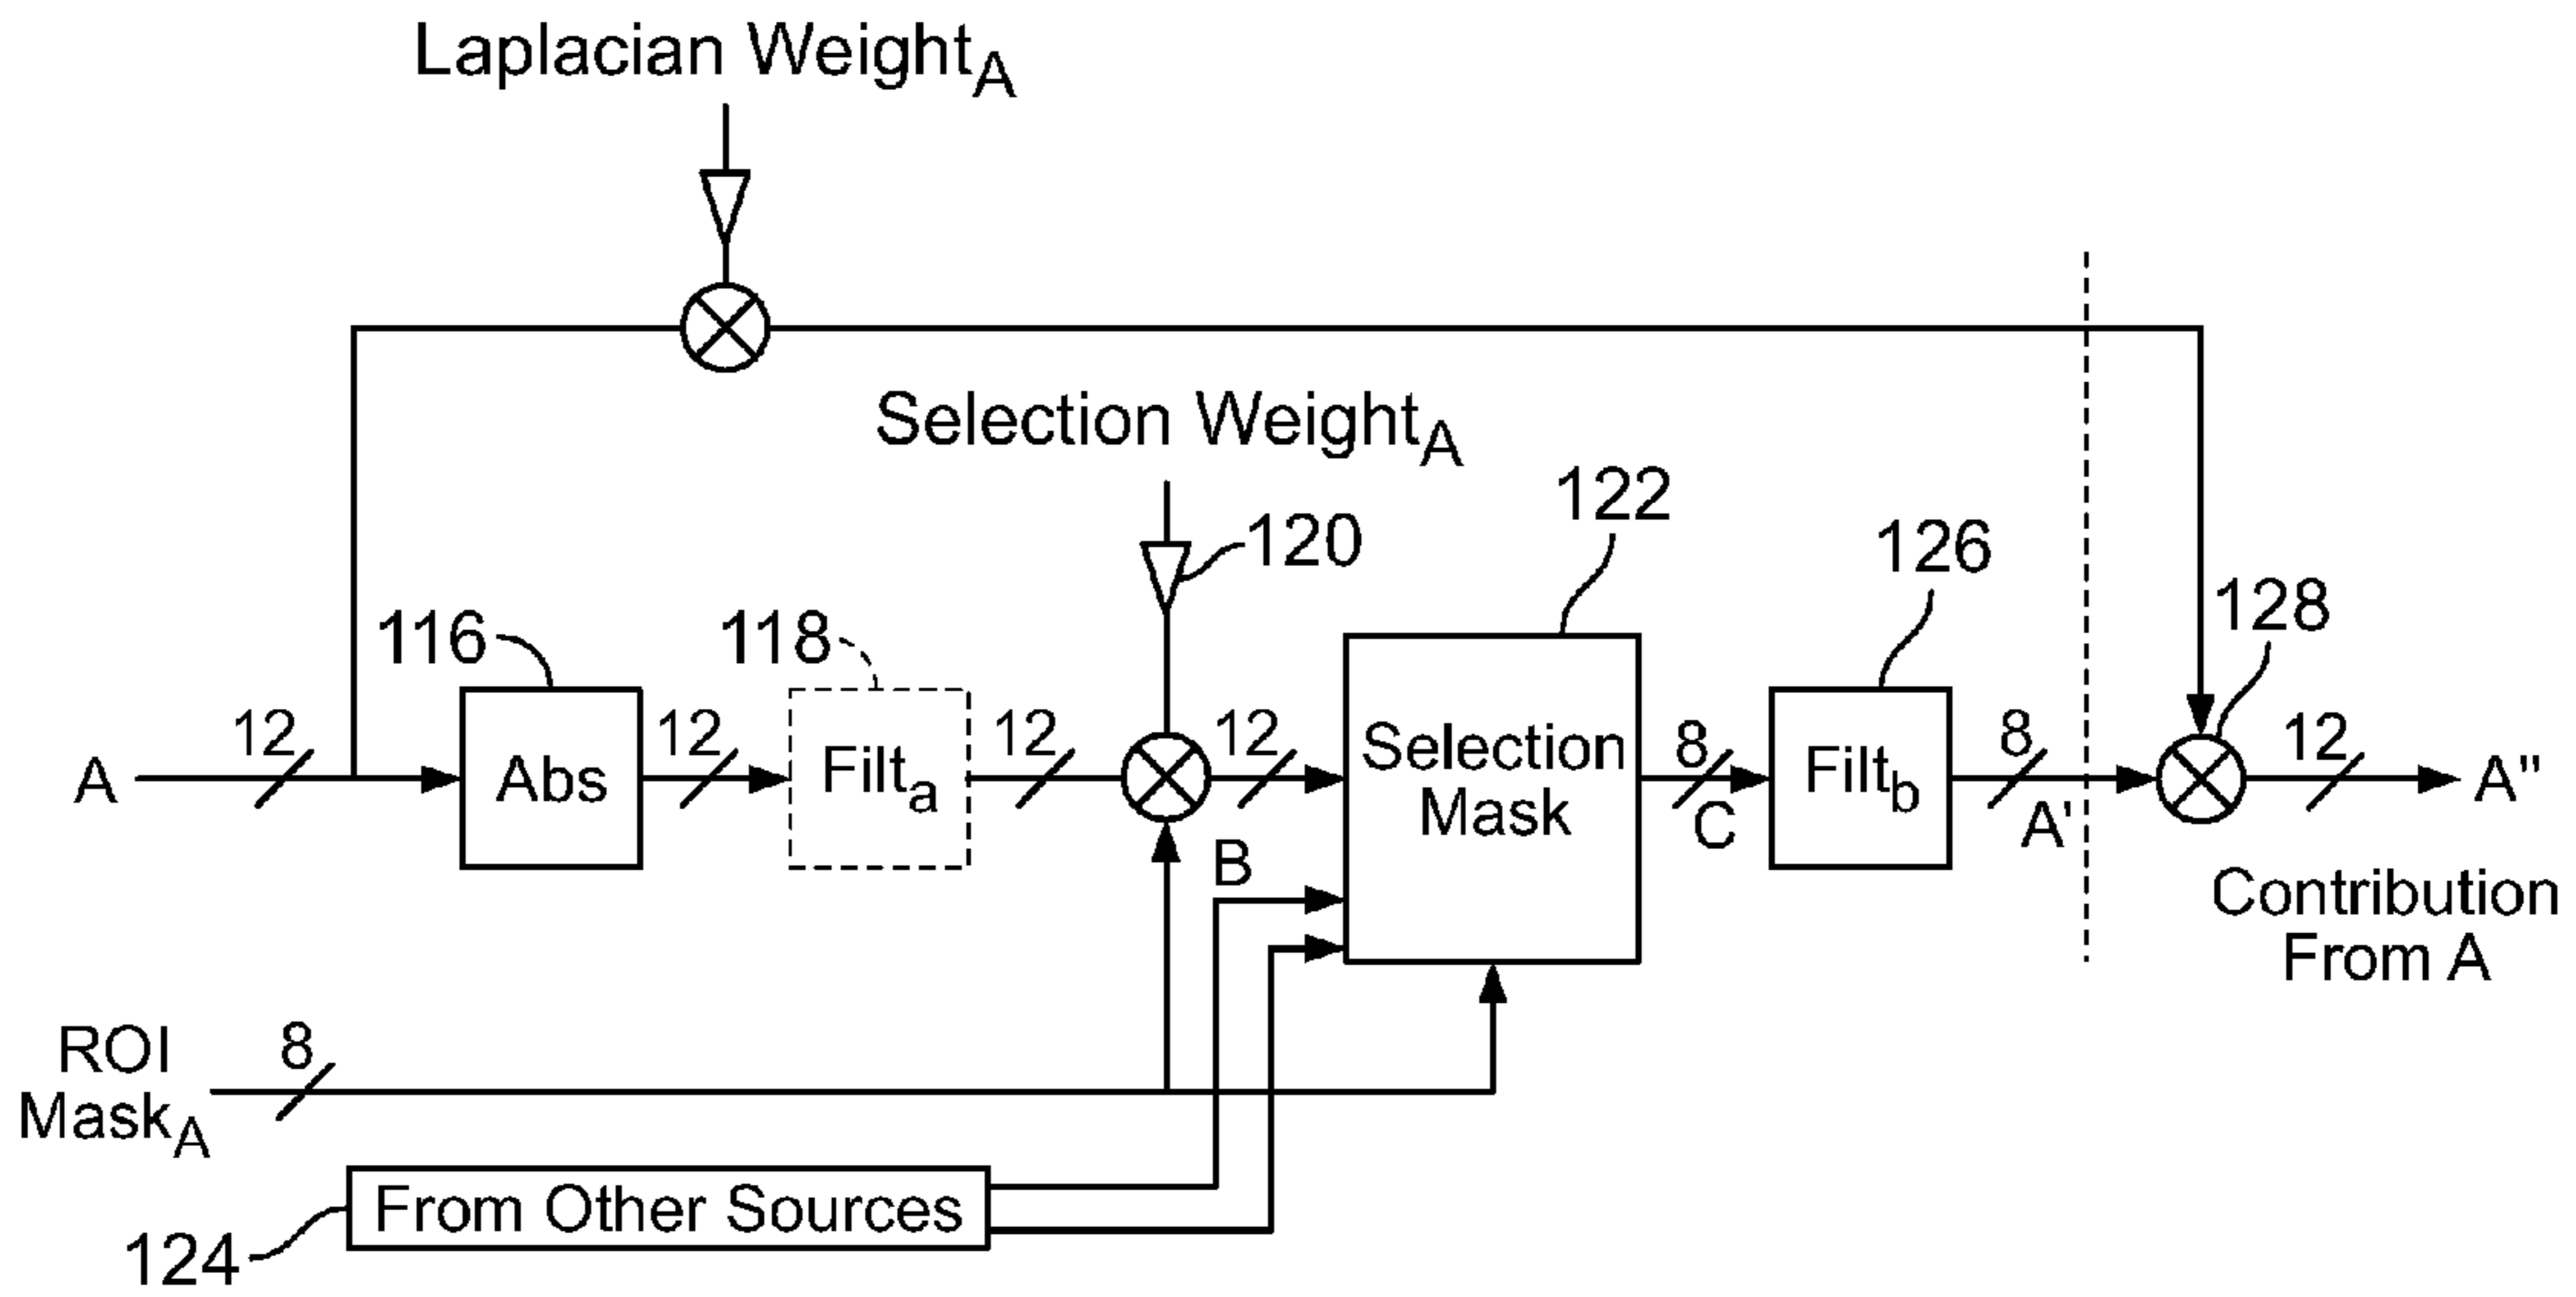 Laplacian Weight_A
Selection Weight_A
122
120
126
128
116
118
12
12
12
12
8
8
12
A
Abs
Filt_a
Selection
Mask
C
Filt_b
A'
A"
B
Contribution
From A
ROI
Mask_A
8
From Other Sources
124